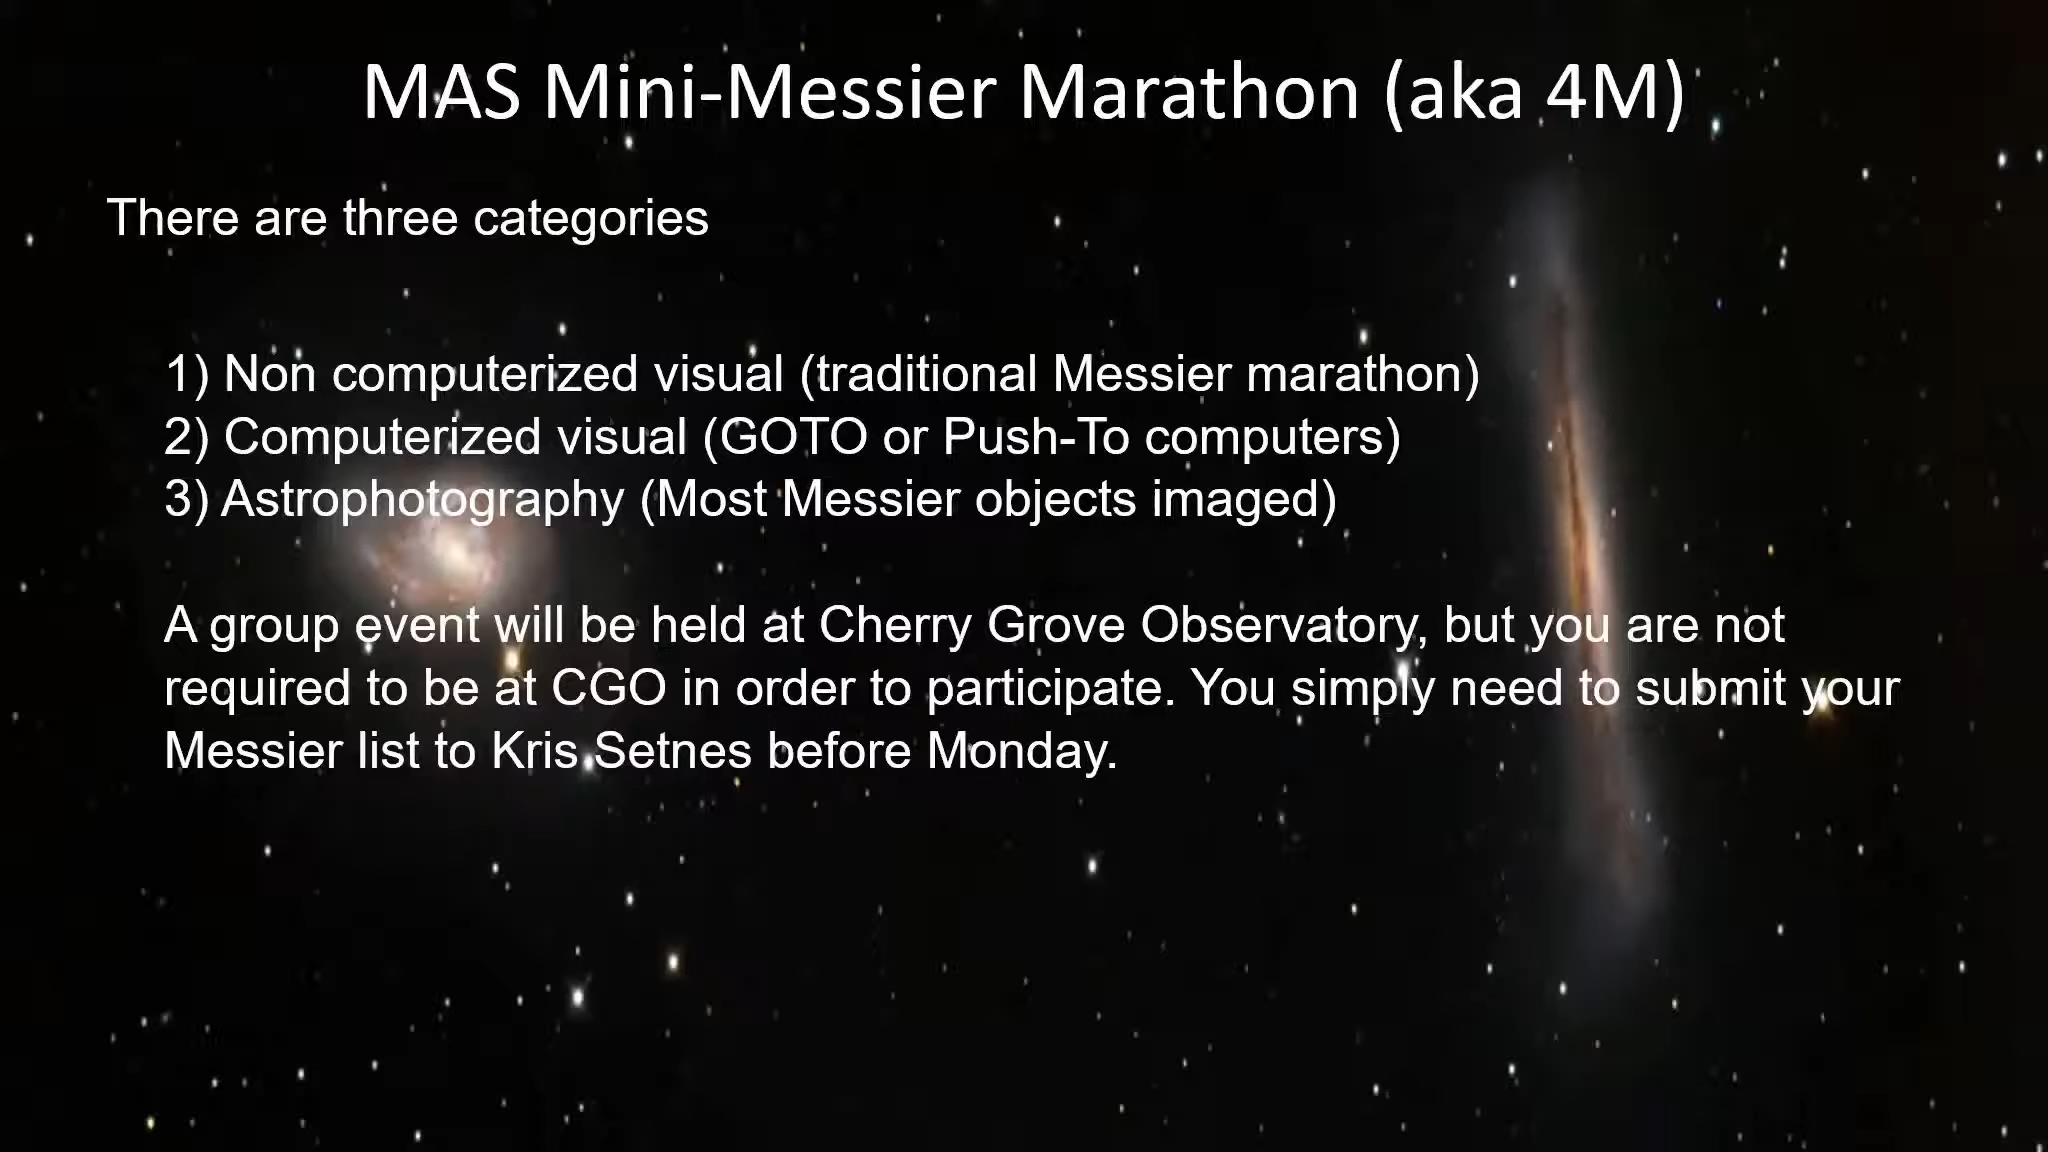 MAS Mini-Messier Marathon (aka 4M)
There are three categories
1) Non computerized visual (traditional Messier marathon)
2) Computerized visual (GOTO or Push-To computers)
3) Astrophotography (Most Messier objects imaged)
A group event will be held at Cherry Grove Observatory, but you are not
required to be at CGO in order to participate. You simply need to submit your
Messier list to Kris Setnes before Monday.